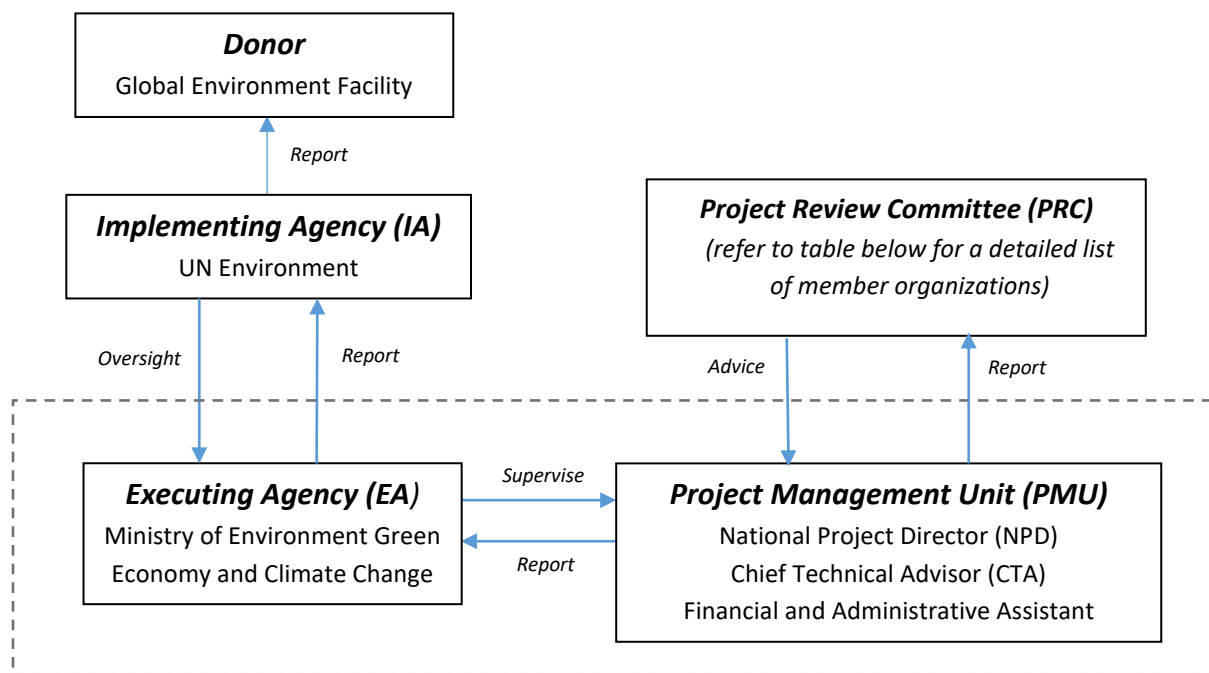 Donor
Global Environment Facility
Report
Implementing Agency (IA)
UN Environment
Project Review Committee (PRC)
(refer to table below for a detailed list
of member organizations)
Oversight
Report
Advice
Report
Executing Agency (EA)
Ministry of Environment Green
Economy and Climate Change
Supervise
Report
Project Management Unit (PMU)
National Project Director (NPD)
Chief Technical Advisor (CTA)
Financial and Administrative Assistant